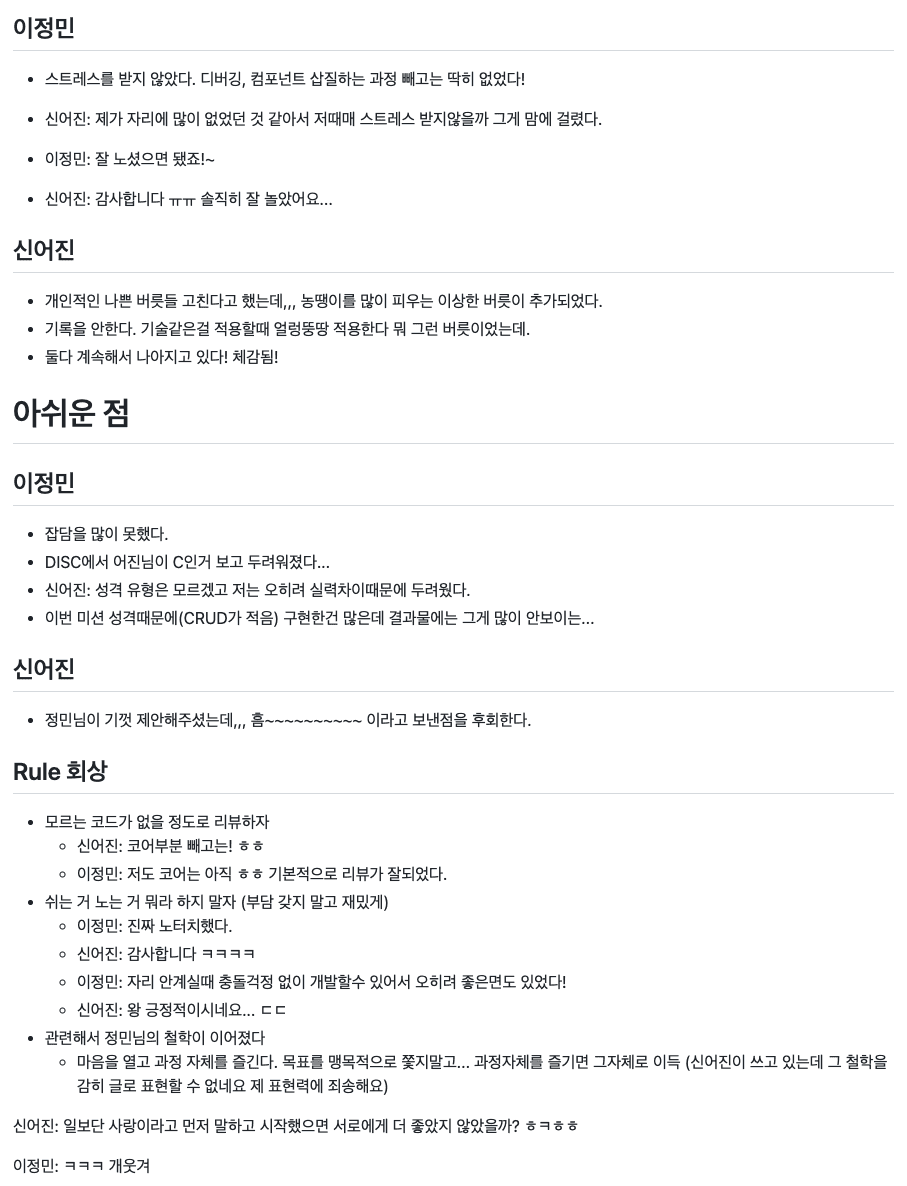 이정민
스트레스를 받지 않았다. 디버깅, 컴포넌트 삽질하는 과정 빼고는 딱히 없었다!
신어진: 제가 자리에 많이 없었던 것 같아서 저때매 스트레스 받지않을까 그게 맘에 걸렸다.
이정민: 잘 노셨으면 됐죠!~
신어진: 감사합니다 ㅠㅠ 솔직히 잘 놀았어요...
신어진
개인적인 나쁜 버릇들 고친다고 했는데,,, 농땡이를 많이 피우는 이상한 버릇이 추가되었다.
기록을 안한다. 기술같은걸 적용할때 얼렁뚱땅 적용한다 뭐 그런 버릇이었는데.
둘다 계속해서 나아지고 있다! 체감됨!
아쉬운 점
이정민
잡담을 많이 못했다.
DISC에서 어진님이 C인거 보고 두려워졌다...
신어진: 성격 유형은 모르겠고 저는 오히려 실력차이때문에 두려웠다.
이번 미션 성격때문에(CRUD가 적음) 구현한건 많은데 결과물에는 그게 많이 안보이는...
신어진
정민님이 기껏 제안해주셨는데,,, 흠~~~~~~~~~~ 이라고 보낸점을 후회한다.
Rule 회상
모르는 코드가 없을 정도로 리뷰하자
신어진: 코어부분 빼고는! ㅎㅎ
이정민: 저도 코어는 아직 ㅎㅎ 기본적으로 리뷰가 잘되었다.
쉬는 거 노는 거 뭐라 하지 말자 (부담 갖지 말고 재밌게)
이정민: 진짜 노터치했다.
신어진: 감사합니다 ㅋㅋㅋㅋ
이정민: 자리 안계실때 충돌걱정 없이 개발할수 있어서 오히려 좋은면도 있었다!
신어진: 왕 긍정적이시네요... ㄷㄷ
관련해서 정민님의 철학이 이어졌다
마음을 열고 과정 자체를 즐긴다. 목표를 맹목적으로 쫓지말고... 과정자체를 즐기면 그자체로 이득 (신어진이 쓰고 있는데 그 철학을
감히 글로 표현할 수 없네요 제 표현력에 죄송해요)
신어진: 일보단 사랑이라고 먼저 말하고 시작했으면 서로에게 더 좋았지 않았을까? ㅎㅋㅎㅎ
이정민: ㅋㅋㅋ 개웃겨